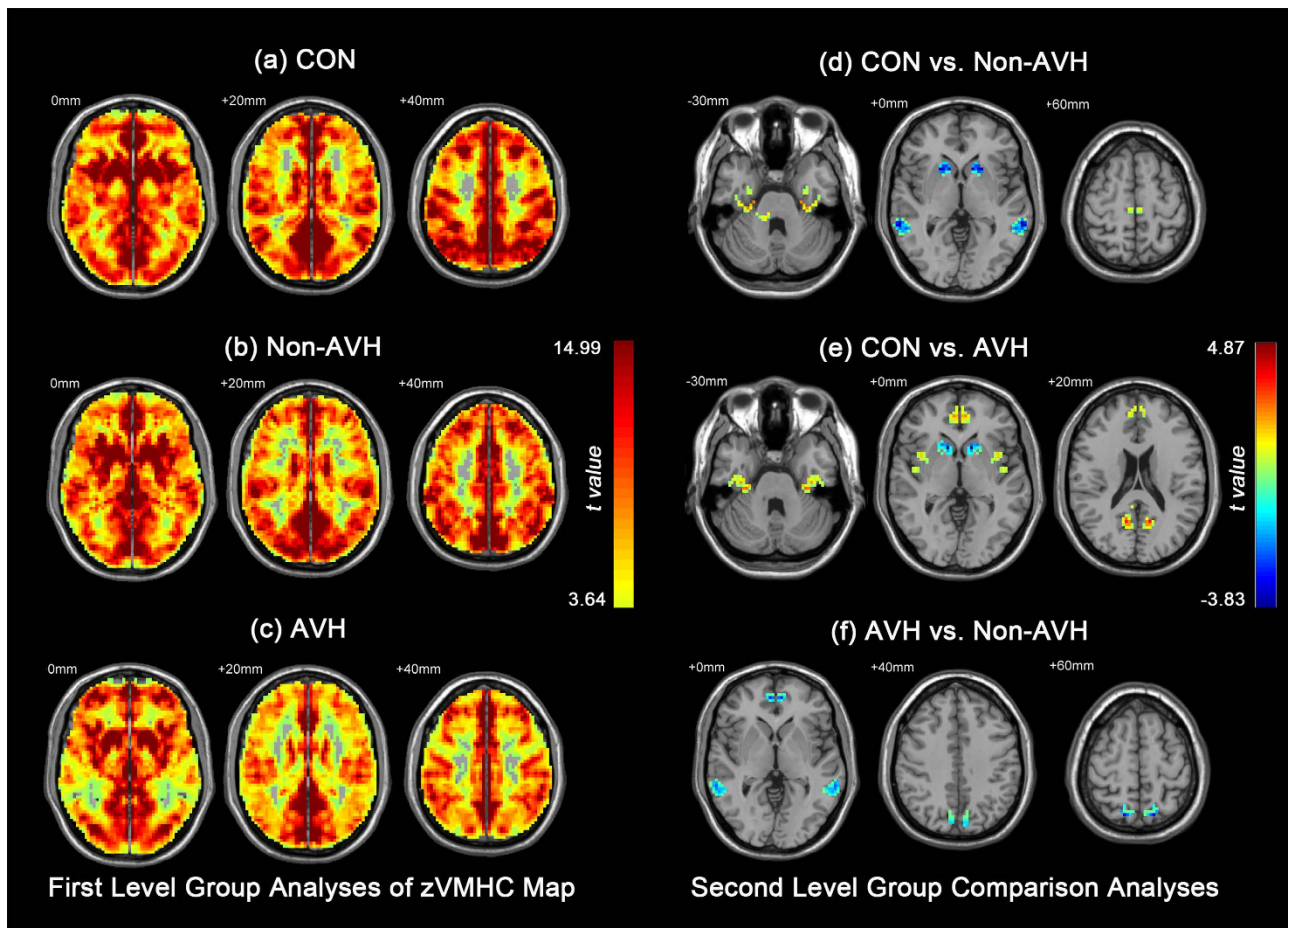 (a) CON
0mm +20mm +40mm
(b) Non-AVH
0mm +20mm +40mm
14.99
3.64
(c) AVH
0mm +20mm +40mm
First Level Group Analyses of zVMHC Map
(d) CON vs. Non-AVH
-30mm +0mm +60mm
(e) CON vs. AVH
-30mm +0mm +20mm
4.87
t value
-3.83
(f) AVH vs. Non-AVH
+0mm +40mm +60mm
Second Level Group Comparison Analyses